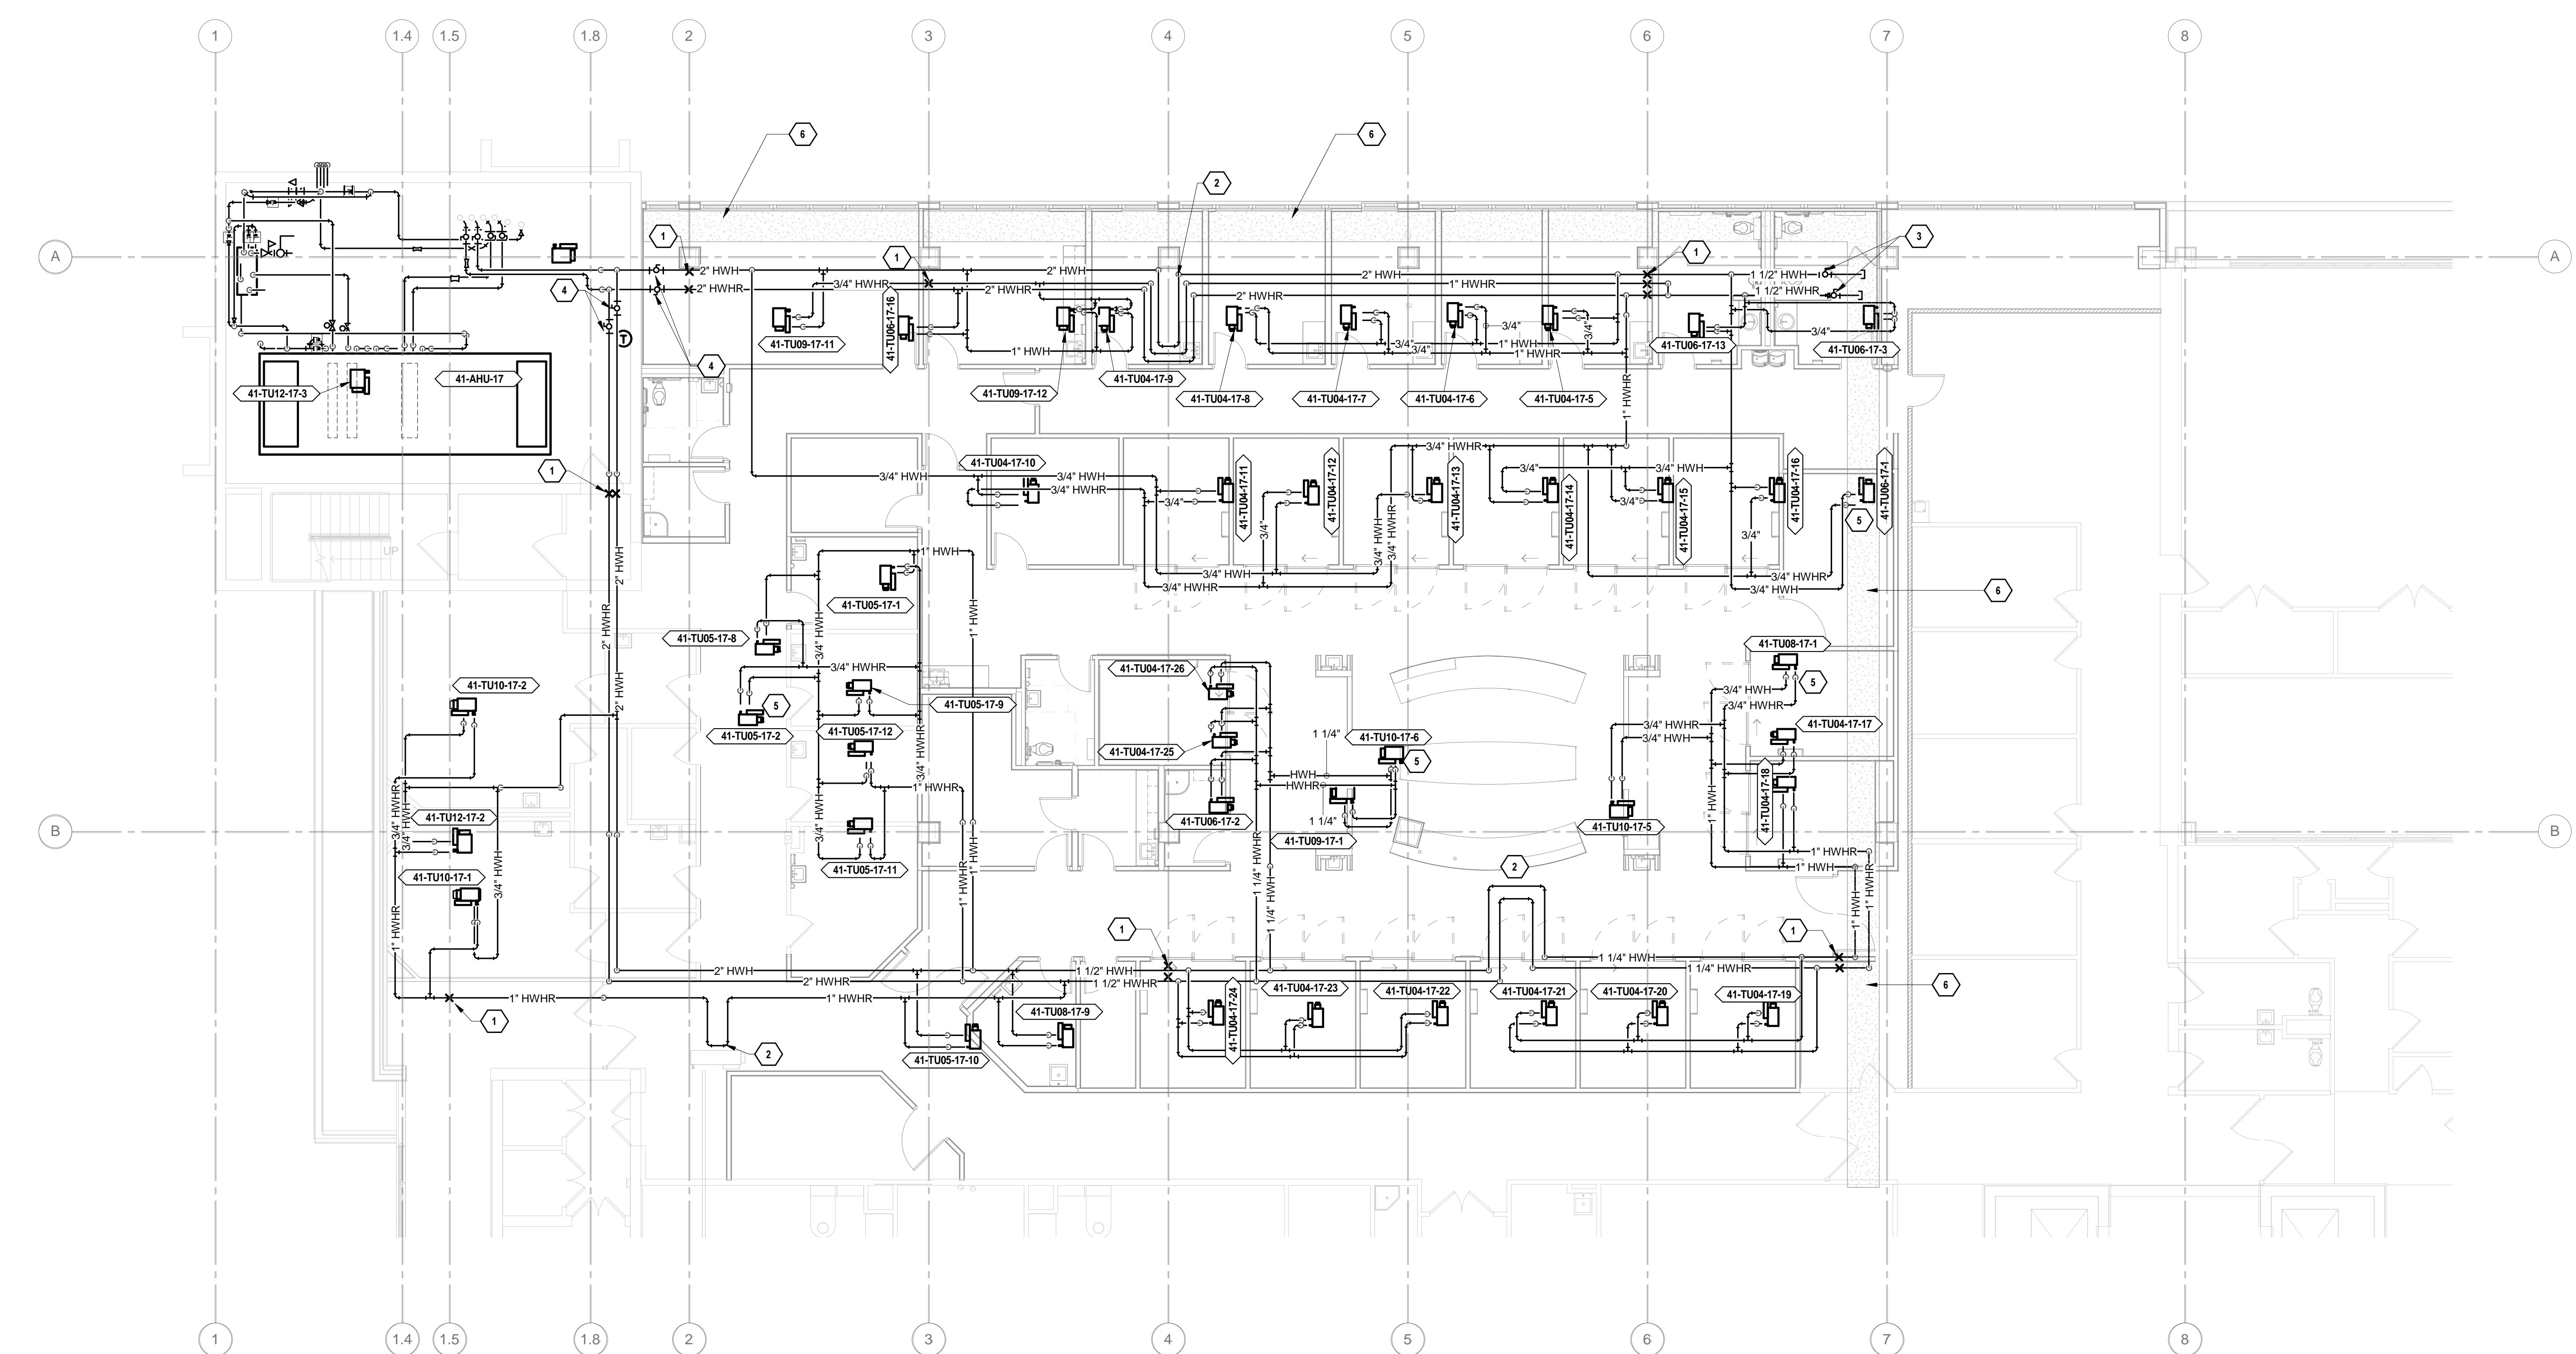 1 1.4 1.5 1.8 2 3 4 5 6 7 8
6 6
2
1 1 1 3
A A
2" HWH 2" HWH 2" HWH 1 1/2" HWH
4 2" HWHR 3/4" HWHR 2" HWHR 1" HWHR 2" HWHR 1 1/2" HWHR
41-TU06-17-16
3/4" 3/4" 3/4"
T
41-TU09-17-11 3/4" 1" HWH 41-TU06-17-13
1" HWH 3/4" 1" HWHR 41-TU06-17-3
4
41-TU12-17-3 41-AHU-17 41-TU04-17-9
41-TU09-17-12 41-TU04-17-8 41-TU04-17-7 41-TU04-17-6 41-TU04-17-5
1" HWHR
3/4" HWHR
1 41-TU04-17-10
3/4" HWH 3/4" HWH 3/4" 3/4" HWH
3/4" HWHR 3/4" 3/4"
41-TU04-17-11
41-TU04-17-12
41-TU04-17-13
41-TU04-17-14
41-TU04-17-15
41-TU04-17-16
41-TU06-17-1
5
3/4"
3/4" HWH
3/4" HWHR
3/4"
UP
1" HWH
3/4" HWH 3/4" HWHR
3/4" HWHR 3/4" HWH
6
2" HWH
2" HWHR
41-TU05-17-1
3/4" HWH
1" HWH
41-TU05-17-8 41-TU08-17-1
3/4" HWHR 41-TU04-17-26
41-TU10-17-2 5 41-TU05-17-9 3/4" HWH 5
2" HWH
3/4" HWHR
41-TU05-17-2 41-TU05-17-12 3/4" HWHR 41-TU04-17-17
41-TU04-17-25 1 1/4" 41-TU10-17-6 3/4" HWH
3/4" HWHR
5
HWH
HWHR
1" HWHR
1" HWH
41-TU04-17-18
41-TU12-17-2
3/4" HWHR
3/4" HWH
3/4" HWH
41-TU06-17-2 1 1/4" 41-TU10-17-5
B B
41-TU09-17-1
1" HWHR
1" HWH
41-TU05-17-11 2
41-TU10-17-1
3/4" HWH
1" HWH
1" HWHR
1" HWH
1 1/4" HWHR
1 1/4" HWH
1" HWH
1" HWHR
1" HWHR
1 1
2" HWH 1 1/2" HWH 1 1/4" HWH
2" HWHR 1 1/2" HWHR 1 1/4" HWHR
6
1" HWHR 1" HWHR
41-TU04-17-24
41-TU04-17-23 41-TU04-17-22 41-TU04-17-21 41-TU04-17-20 41-TU04-17-19
1 41-TU08-17-9
2 41-TU05-17-10
1 1.4 1.5 1.8 2 3 4 5 6 7 8